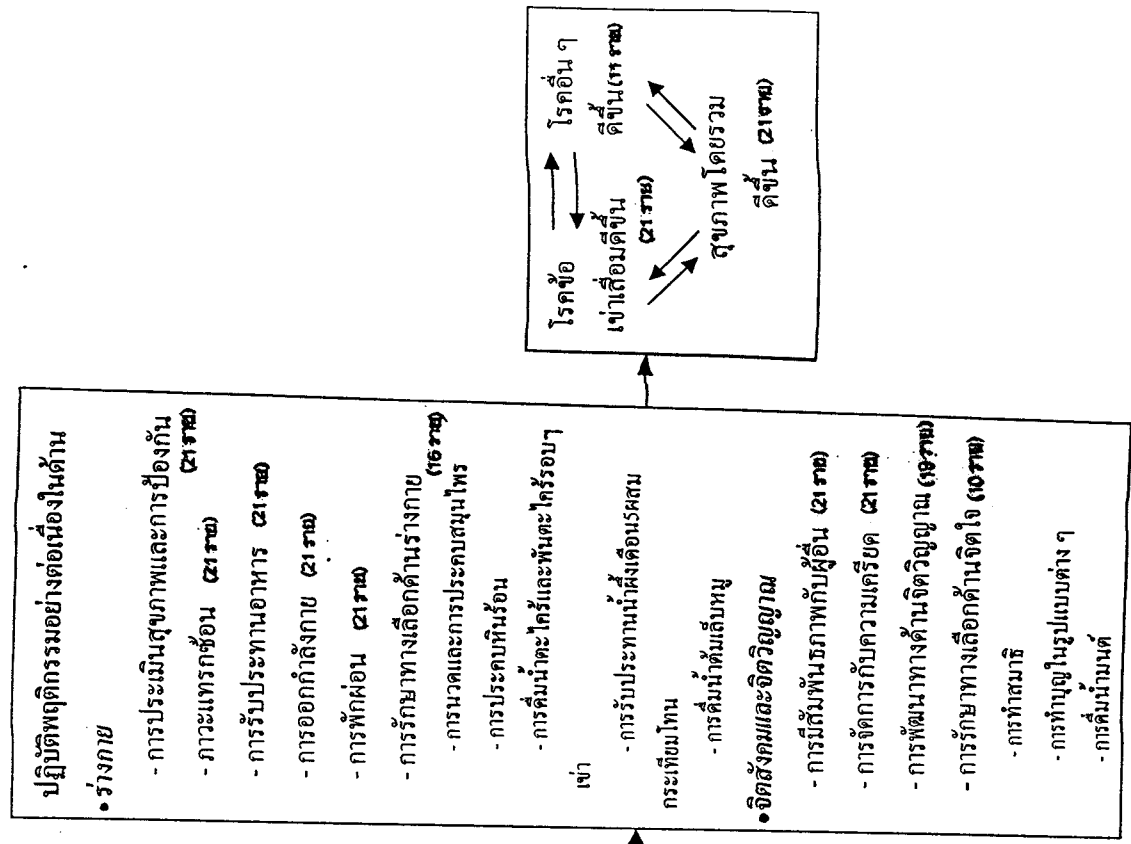 ปฏิบัติพฤติกรรมอย่างต่อเนื่องในด้าน
• ร่างกาย
- การประเมินสุขภาพและการป้องกัน
(21 ราย)
- ภาวะแทรกซ้อน (21 ราย)
- การรับประทานอาหาร (21 ราย)
- การออกกำลังกาย (21 ราย)
- การพักผ่อน (21 ราย)
- การรักษาทางเลือกด้านร่างกาย
(16 ราย)
- การนวดและการประคบสมุนไพร
- การประคบหินร้อน
- การดื่มน้ำตะไคร้และพันตะไคร้รอบๆ
เข่า
- การรับประทานน้ำผึ้งเดือน5ผสม
กระเทียมโทน
- การดื่มน้ำต้มเล็บหมู
• จิตสังคมและจิตวิญญาณ
- การมีสัมพันธภาพกับผู้อื่น (21 ราย)
- การจัดการกับความเครียด (21 ราย)
- การพัฒนาทางด้านจิตวิญญาณ (19 ราย)
- การรักษาทางเลือกด้านจิตใจ (10 ราย)
- การทำสมาธิ
- การทำบุญในรูปแบบต่าง ๆ
- การดื่มน้ำมนต์
โรคข้อ
เข่าเสื่อมดีขึ้น
(21 ราย)
โรคอื่น ๆ
ดีขึ้น (11 ราย)
สุขภาพโดยรวม
ดีขึ้น (21 ราย)